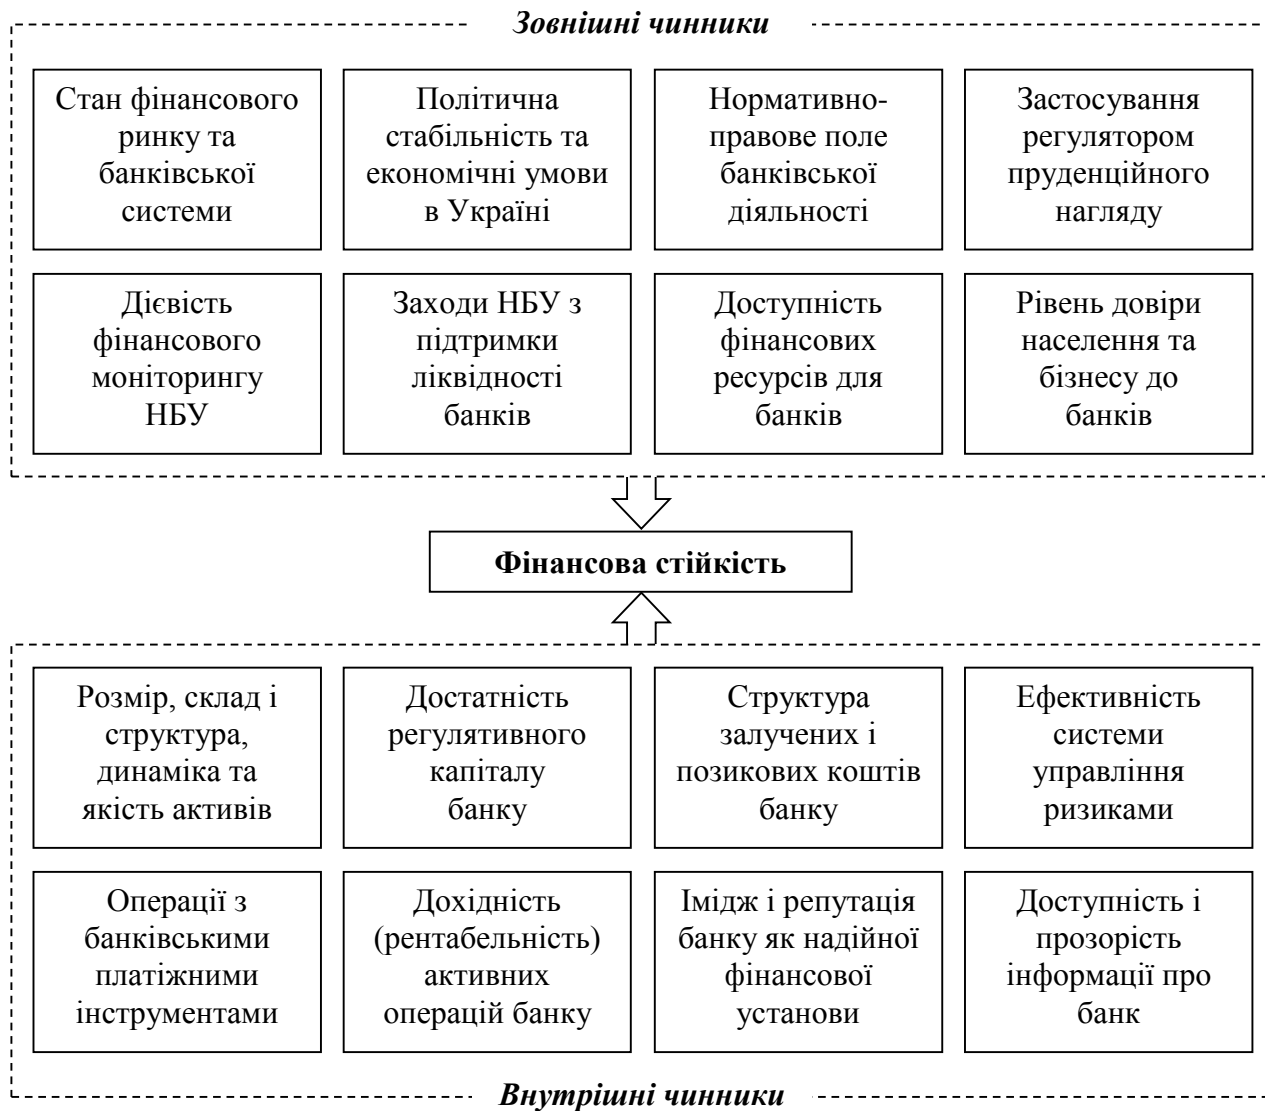 Зовнішні чинники
Стан фінансового
ринку та
банківської
системи
Політична
стабільність та
економічні умови
в Україні
Нормативно-
правове поле
банківської
діяльності
Застосування
регулятором
пруденційного
нагляду
Дієвість
фінансового
моніторингу
НБУ
Заходи НБУ з
підтримки
ліквідності
банків
Доступність
фінансових
ресурсів для
банків
Рівень довіри
населення та
бізнесу до
банків
Фінансова стійкість
Розмір, склад і
структура,
динаміка та
якість активів
Достатність
регулятивного
капіталу
банку
Структура
залучених і
позикових коштів
банку
Ефективність
системи
управління
ризиками
Операції з
банківськими
платіжними
інструментами
Дохідність
(рентабельність)
активних
операцій банку
Імідж і репутація
банку як надійної
фінансової
установи
Доступність і
прозорість
інформації про
банк
Внутрішні чинники